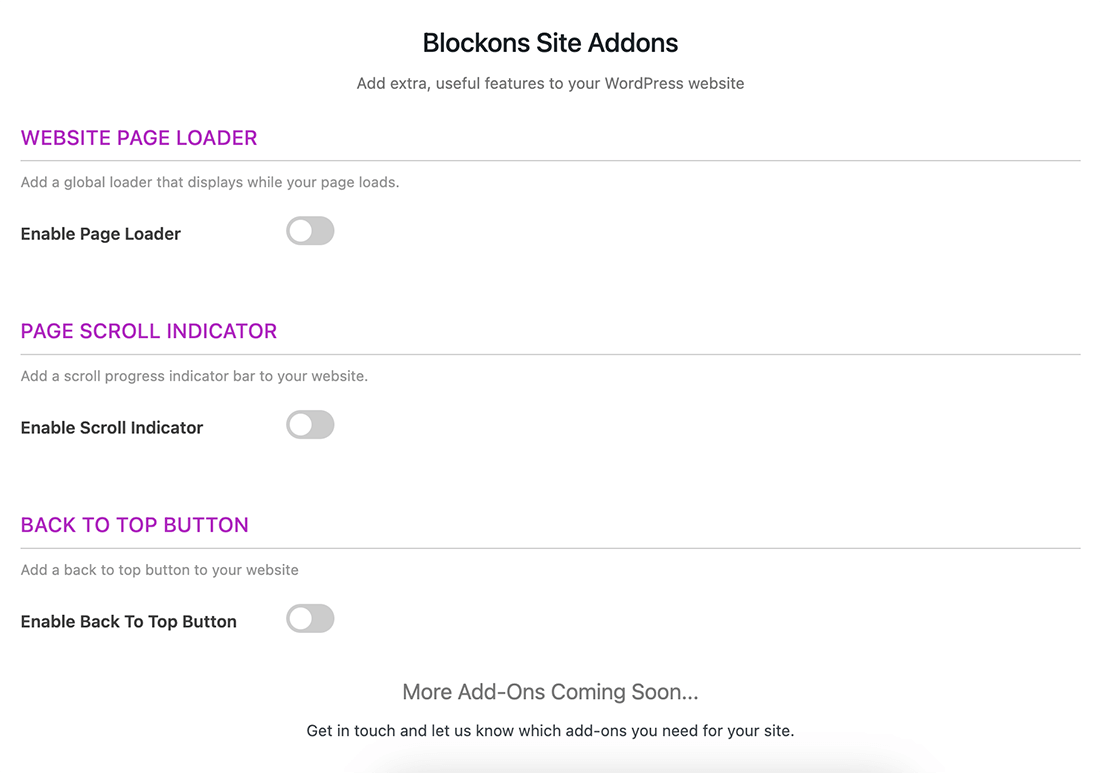 Blockons Site Addons
Add extra, useful features to your WordPress website
WEBSITE PAGE LOADER
Add a global loader that displays while your page loads.
Enable Page Loader
PAGE SCROLL INDICATOR
Add a scroll progress indicator bar to your website.
Enable Scroll Indicator
BACK TO TOP BUTTON
Add a back to top button to your website
Enable Back To Top Button
More Add-Ons Coming Soon...
Get in touch and let us know which add-ons you need for your site.